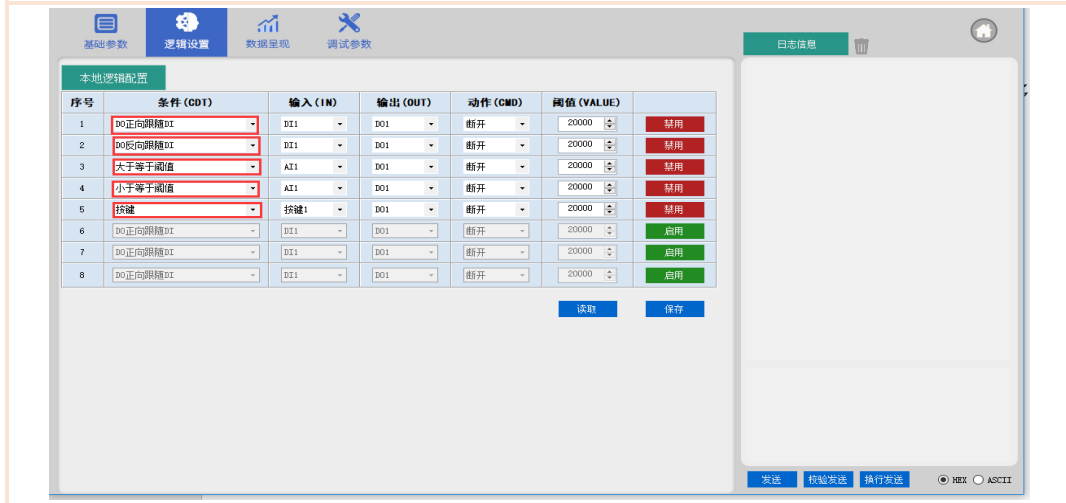 基础参数 逻辑设置 数据呈现 调试参数
日志信息
本地逻辑配置
序号 条件(CDT) 输入(IN) 输出(OUT) 动作(CMD) 阈值(VALUE)
1 DO正向跟随DI DI1 DO1 断开 20000 禁用
2 DO反向跟随DI DI1 DO1 断开 20000 禁用
3 大于等于阈值 AI1 DO1 断开 20000 禁用
4 小于等于阈值 AI1 DO1 断开 20000 禁用
5 按键 按键1 DO1 断开 20000 禁用
6 DO正向跟随DI DI1 DO1 断开 20000 启用
7 DO正向跟随DI DI1 DO1 断开 20000 启用
8 DO正向跟随DI DI1 DO1 断开 20000 启用
读取 保存
发送 校验发送 换行发送 HEX ASCII